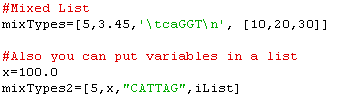 #Mixed List
mixTypes=[5,3.45,'\tcaGGT\n', [10,20,30]]
#Also you can put variables in a list
x=100.0
mixTypes2=[5,x,"CATTAG",iList]